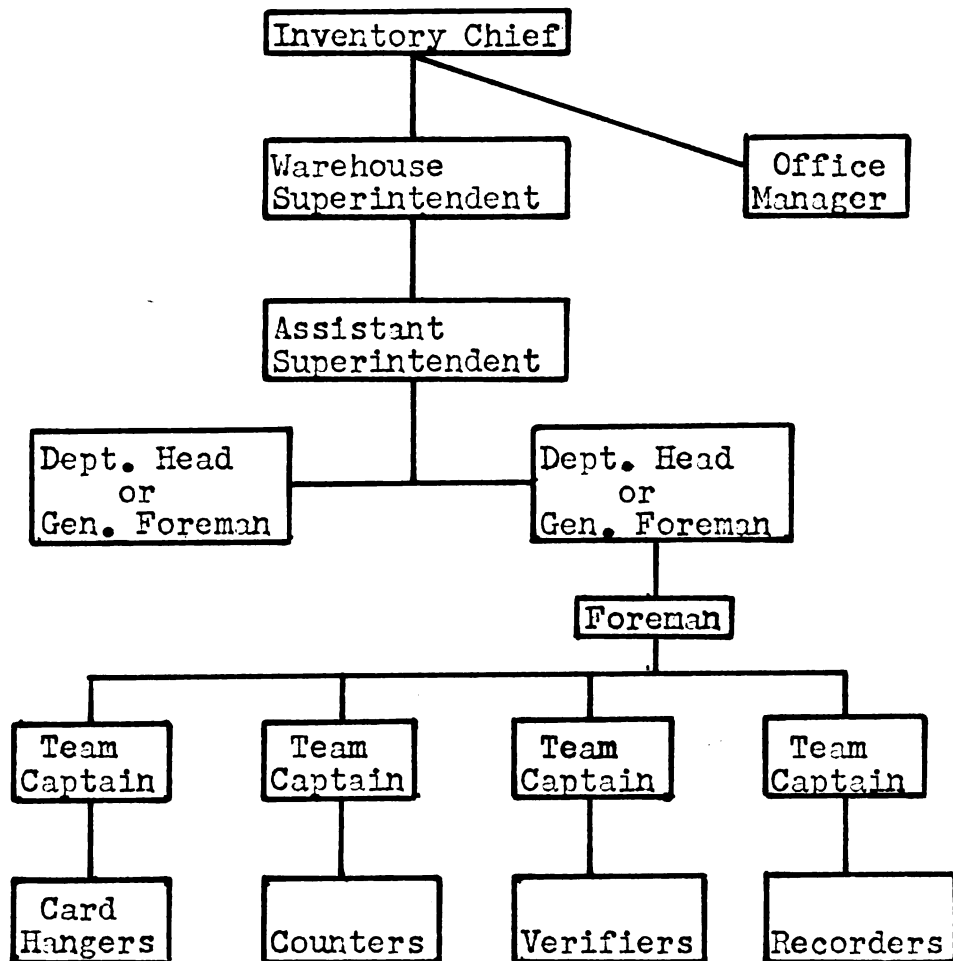 Inventory Chief
Warehouse
Superintendent
Office
Manager
Assistant
Superintendent
Dept. Head
or
Gen. Foreman
Dept. Head
or
Gen. Foreman
Foreman
Team
Captain
Team
Captain
Team
Captain
Team
Captain
Card
Hangers
Counters
Verifiers
Recorders